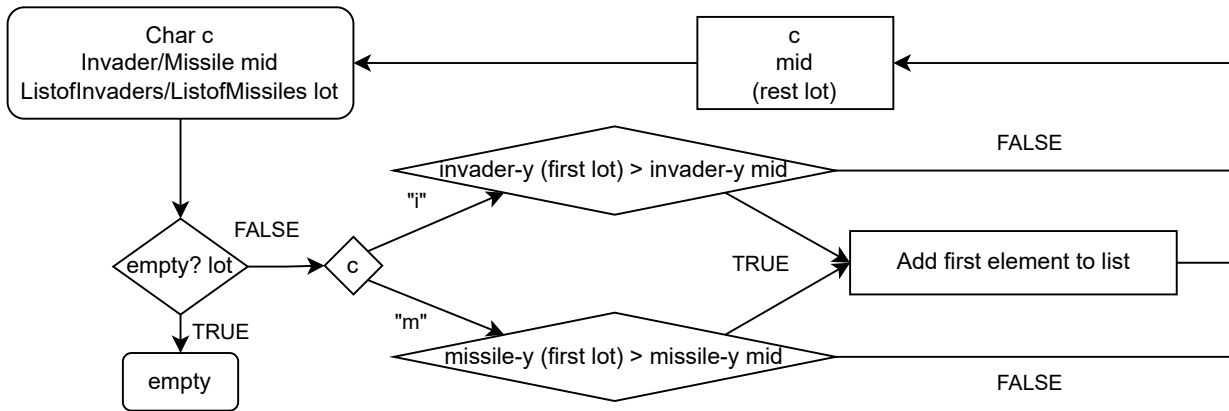 Char c
Invader/Missile mid
ListofInvaders/ListofMissiles lot
c
mid
(rest lot)
FALSE
invader-y (first lot) > invader-y mid
"i"
FALSE
empty? lot
c
TRUE
Add first element to list
"m"
TRUE
missile-y (first lot) > missile-y mid
empty
FALSE